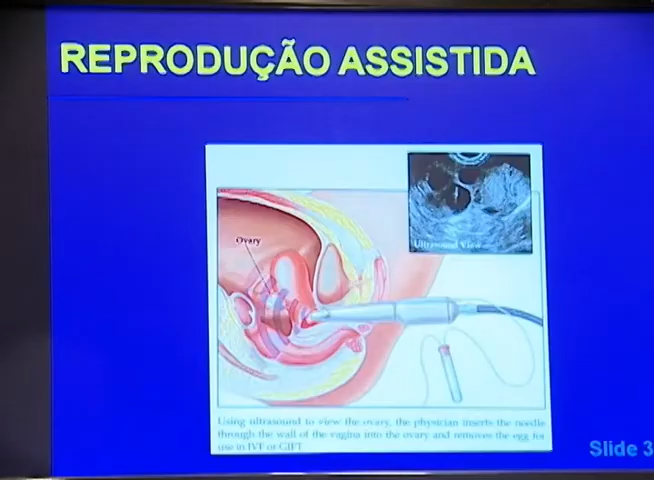 REPRODUÇÃO ASSISTIDA
Ultrasound View
Ovary
Using ultrasound to view the ovary, the physician inserts the needle
through the wall of the vagina into the ovary and removes the egg for
use in IVF or GIFT
Slide 3